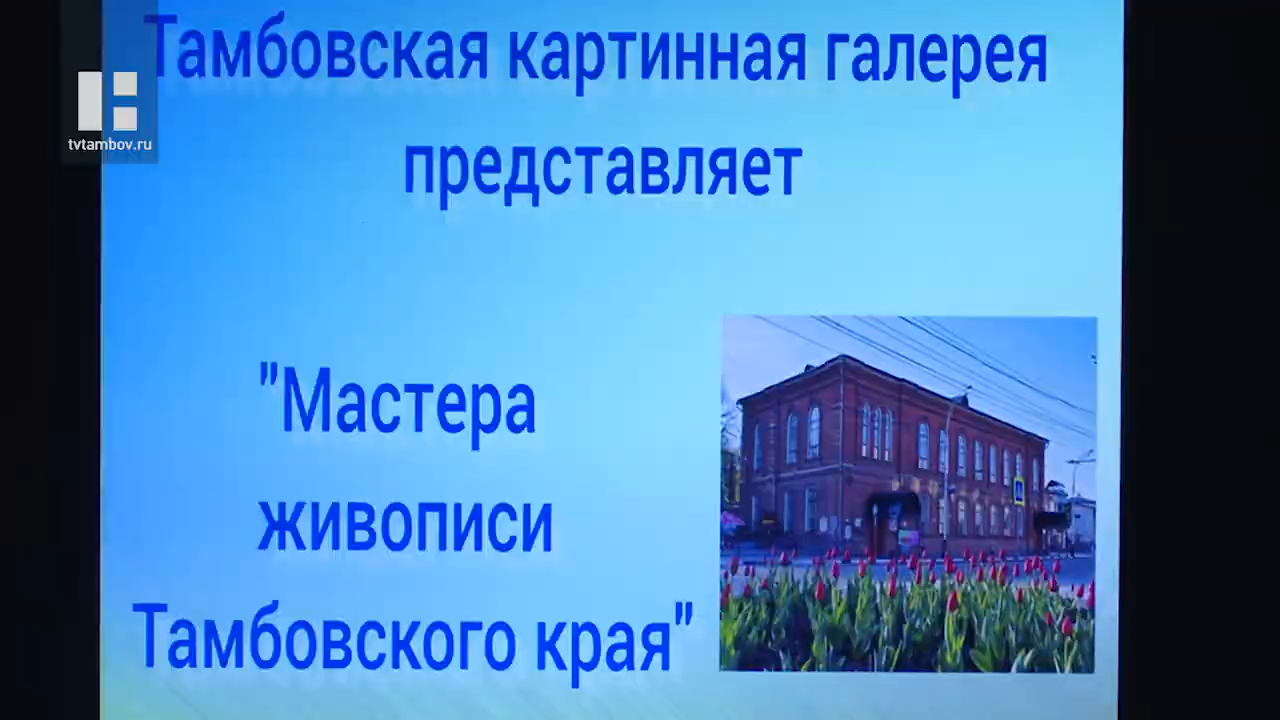 Тамбовская картинная галерея
tvtambov.ru
представляет
"Мастера
живописи
Тамбовского края"